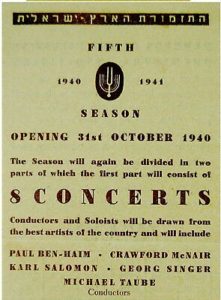 התזמורת הארץ-ישראלית
FIFTH
1940 1941
SEASON
OPENING 31st OCTOBER 1940
The Season will again be divided in two
parts of which the first part will consist of
8 CONCERTS
Conductors and Soloists will be drawn from
the best artists of the country and will include
PAUL BEN-HAIM · CRAWFORD McNAIR
KARL SALOMON · GEORG SINGER
MICHAEL TAUBE
Conductors